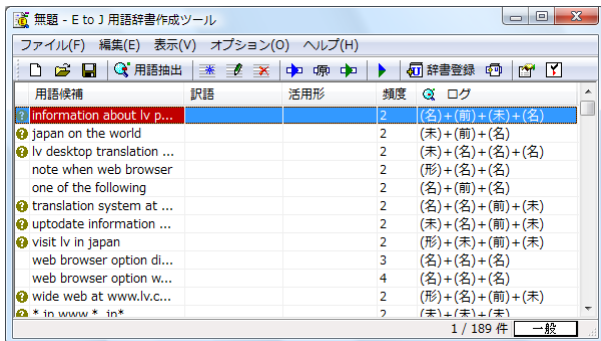 無題 - E to J 用語辞書作成ツール
ファイル(F) 編集(E) 表示(V) オプション(O) ヘルプ(H)
用語抽出 辞書登録
用語候補 訳語 活用形 頻度 ログ
information about lv p... 2 (名)+(前)+(未)+(名)
japan on the world 2 (未)+(前)+(名)
lv desktop translation ... 2 (未)+(名)+(名)+(名)
note when web browser 2 (形)+(名)+(名)
one of the following 2 (名)+(前)+(名)
translation system at ... 2 (名)+(名)+(前)+(未)
uptodate information ... 2 (未)+(名)+(前)+(未)
visit lv in japan 2 (形)+(未)+(前)+(未)
web browser option di... 3 (名)+(名)+(名)
web browser option w... 4 (名)+(名)+(名)
wide web at www.lv.c... 2 (形)+(名)+(前)+(未)
* in www * in* 2 (未)+(未)+(未)
1 / 189 件 一般